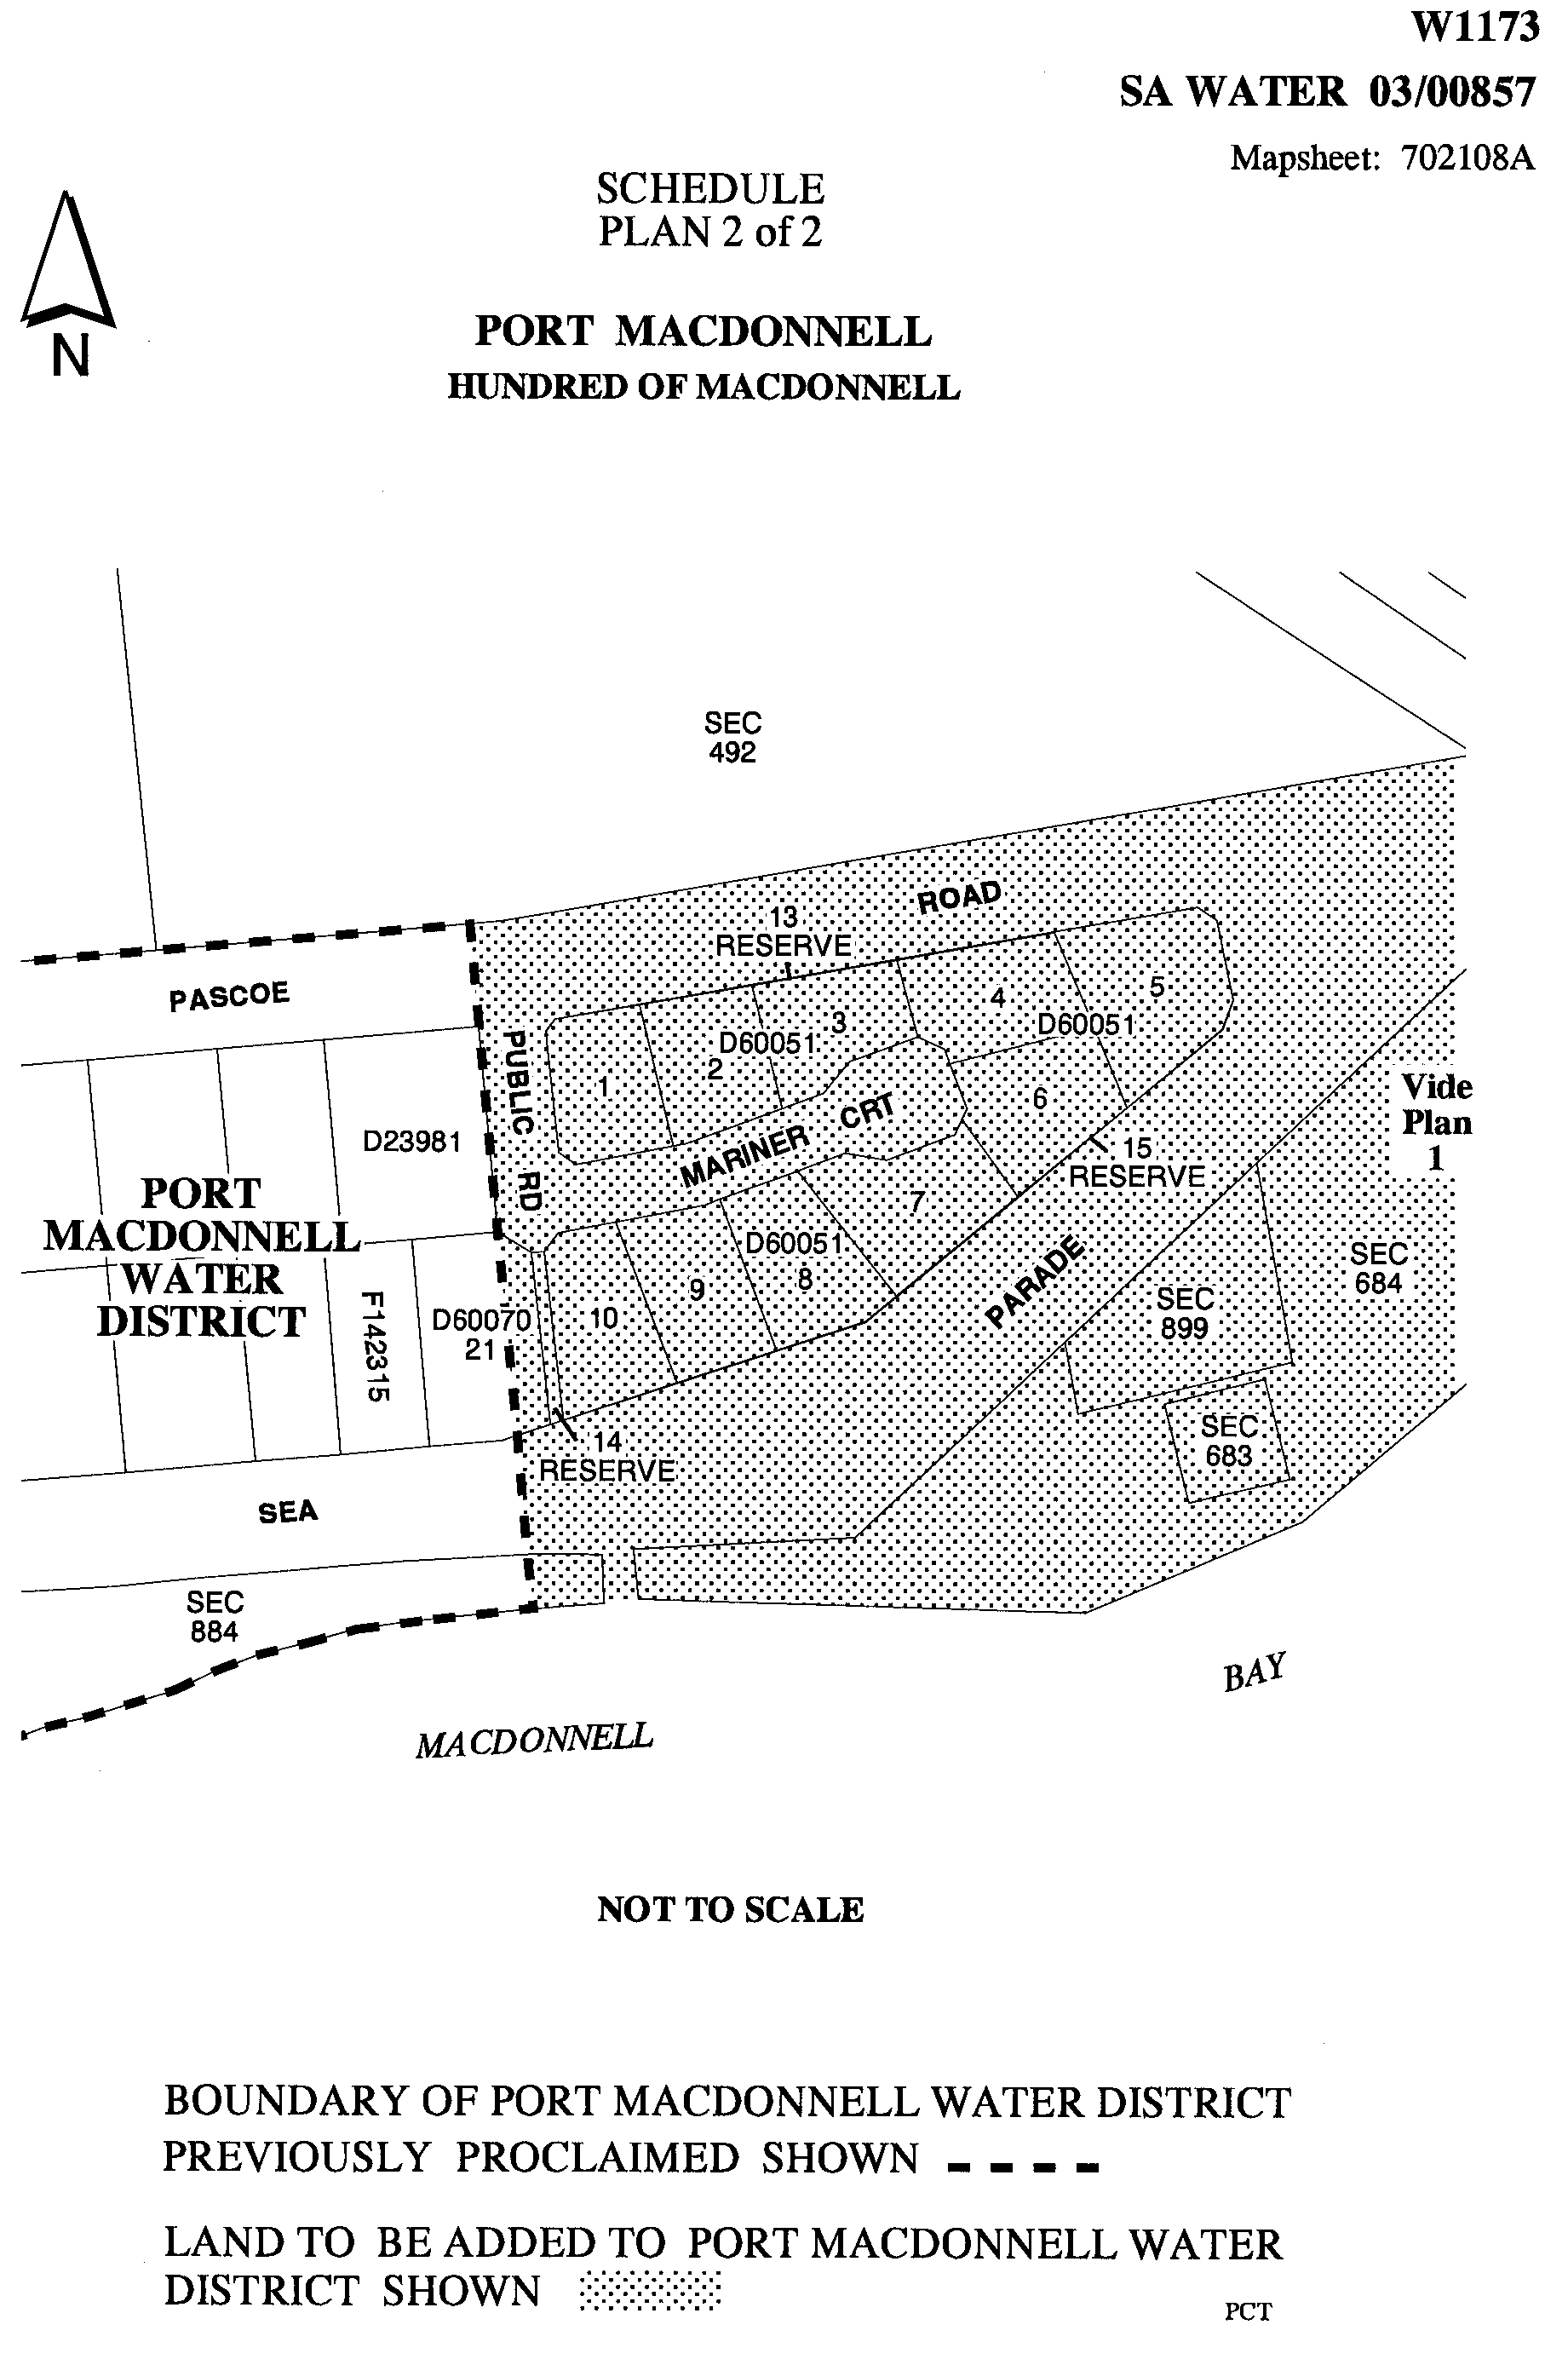 W1173
SA WATER 03/00857
Mapsheet: 702108A
SCHEDULE
PLAN 2 of 2
N
PORT MACDONNELL
HUNDRED OF MACDONNELL
SEC
492
ROAD
13
RESERVE
PASCOE
PUBLIC RD
1
2
D60051
3
4
D60051
5
6
MARINER CRT
Vide
Plan
1
D23981
15
RESERVE
PORT
MACDONNELL
WATER
DISTRICT
7
D60051
8
9
10
PARADE
SEC
684
SEC
899
F142315
D60070
21
SEC
683
14
RESERVE
SEA
SEC
884
BAY
MACDONNELL
NOT TO SCALE
BOUNDARY OF PORT MACDONNELL WATER DISTRICT
PREVIOUSLY PROCLAIMED SHOWN
LAND TO BE ADDED TO PORT MACDONNELL WATER
DISTRICT SHOWN
PCT